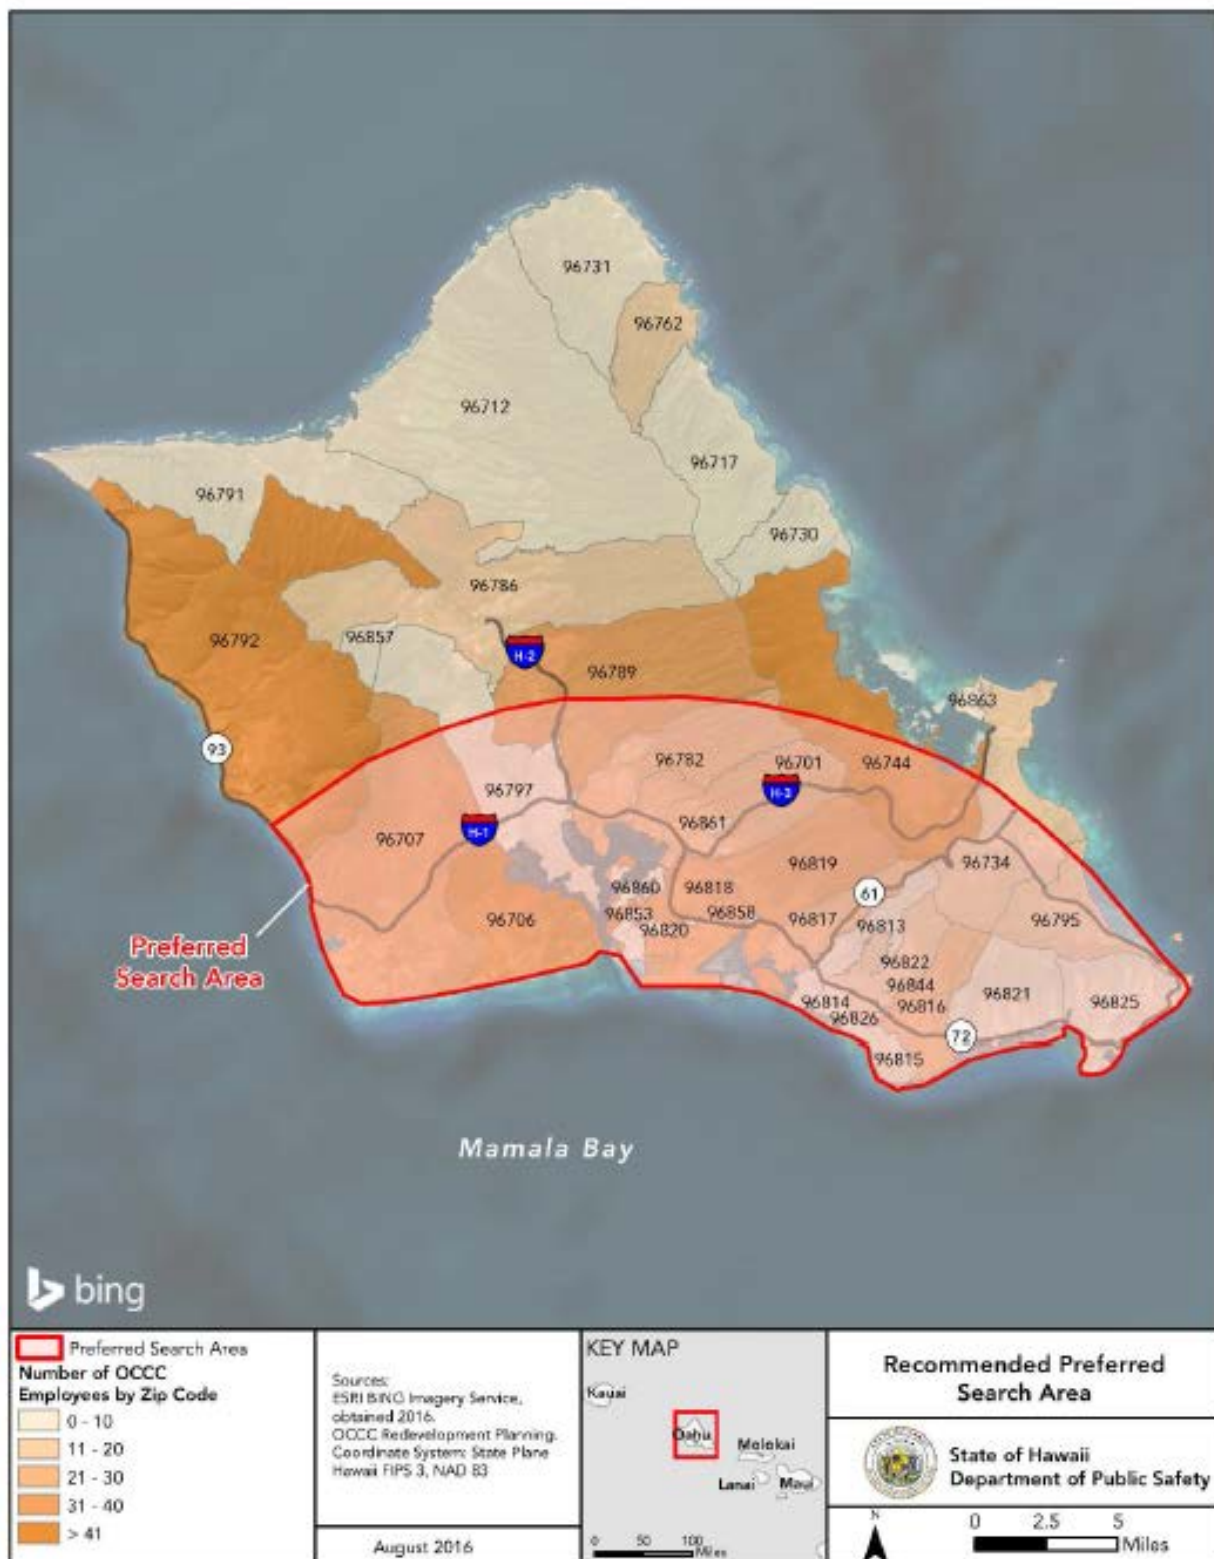 96731
96762
96712
96717
96791
96730
96786
96792
96857
H-2
96789
96863
93
96782
96701
96744
96797
H-3
96707
H-1
96861
96819
96734
96860
96818
61
96706
96853
96858
96817
96813
96795
96820
Preferred
Search Area
96822
96844
96814
96816
96821
96825
96826
72
96815
Mamala Bay
bing
Preferred Search Area
Number of OCCC
Employees by Zip Code
0 - 10
11 - 20
21 - 30
31 - 40
> 41
Sources:
ESRI BING Imagery Service,
obtained 2016.
OCCC Redevelopment Planning.
Coordinate System: State Plane
Hawaii FIPS 3, NAD 83
August 2016
KEY MAP
Kauai
Oahu
Molokai
Lanai
Maui
0 50 100
Miles
Recommended Preferred
Search Area
State of Hawaii
Department of Public Safety
N
0 2.5 5
Miles